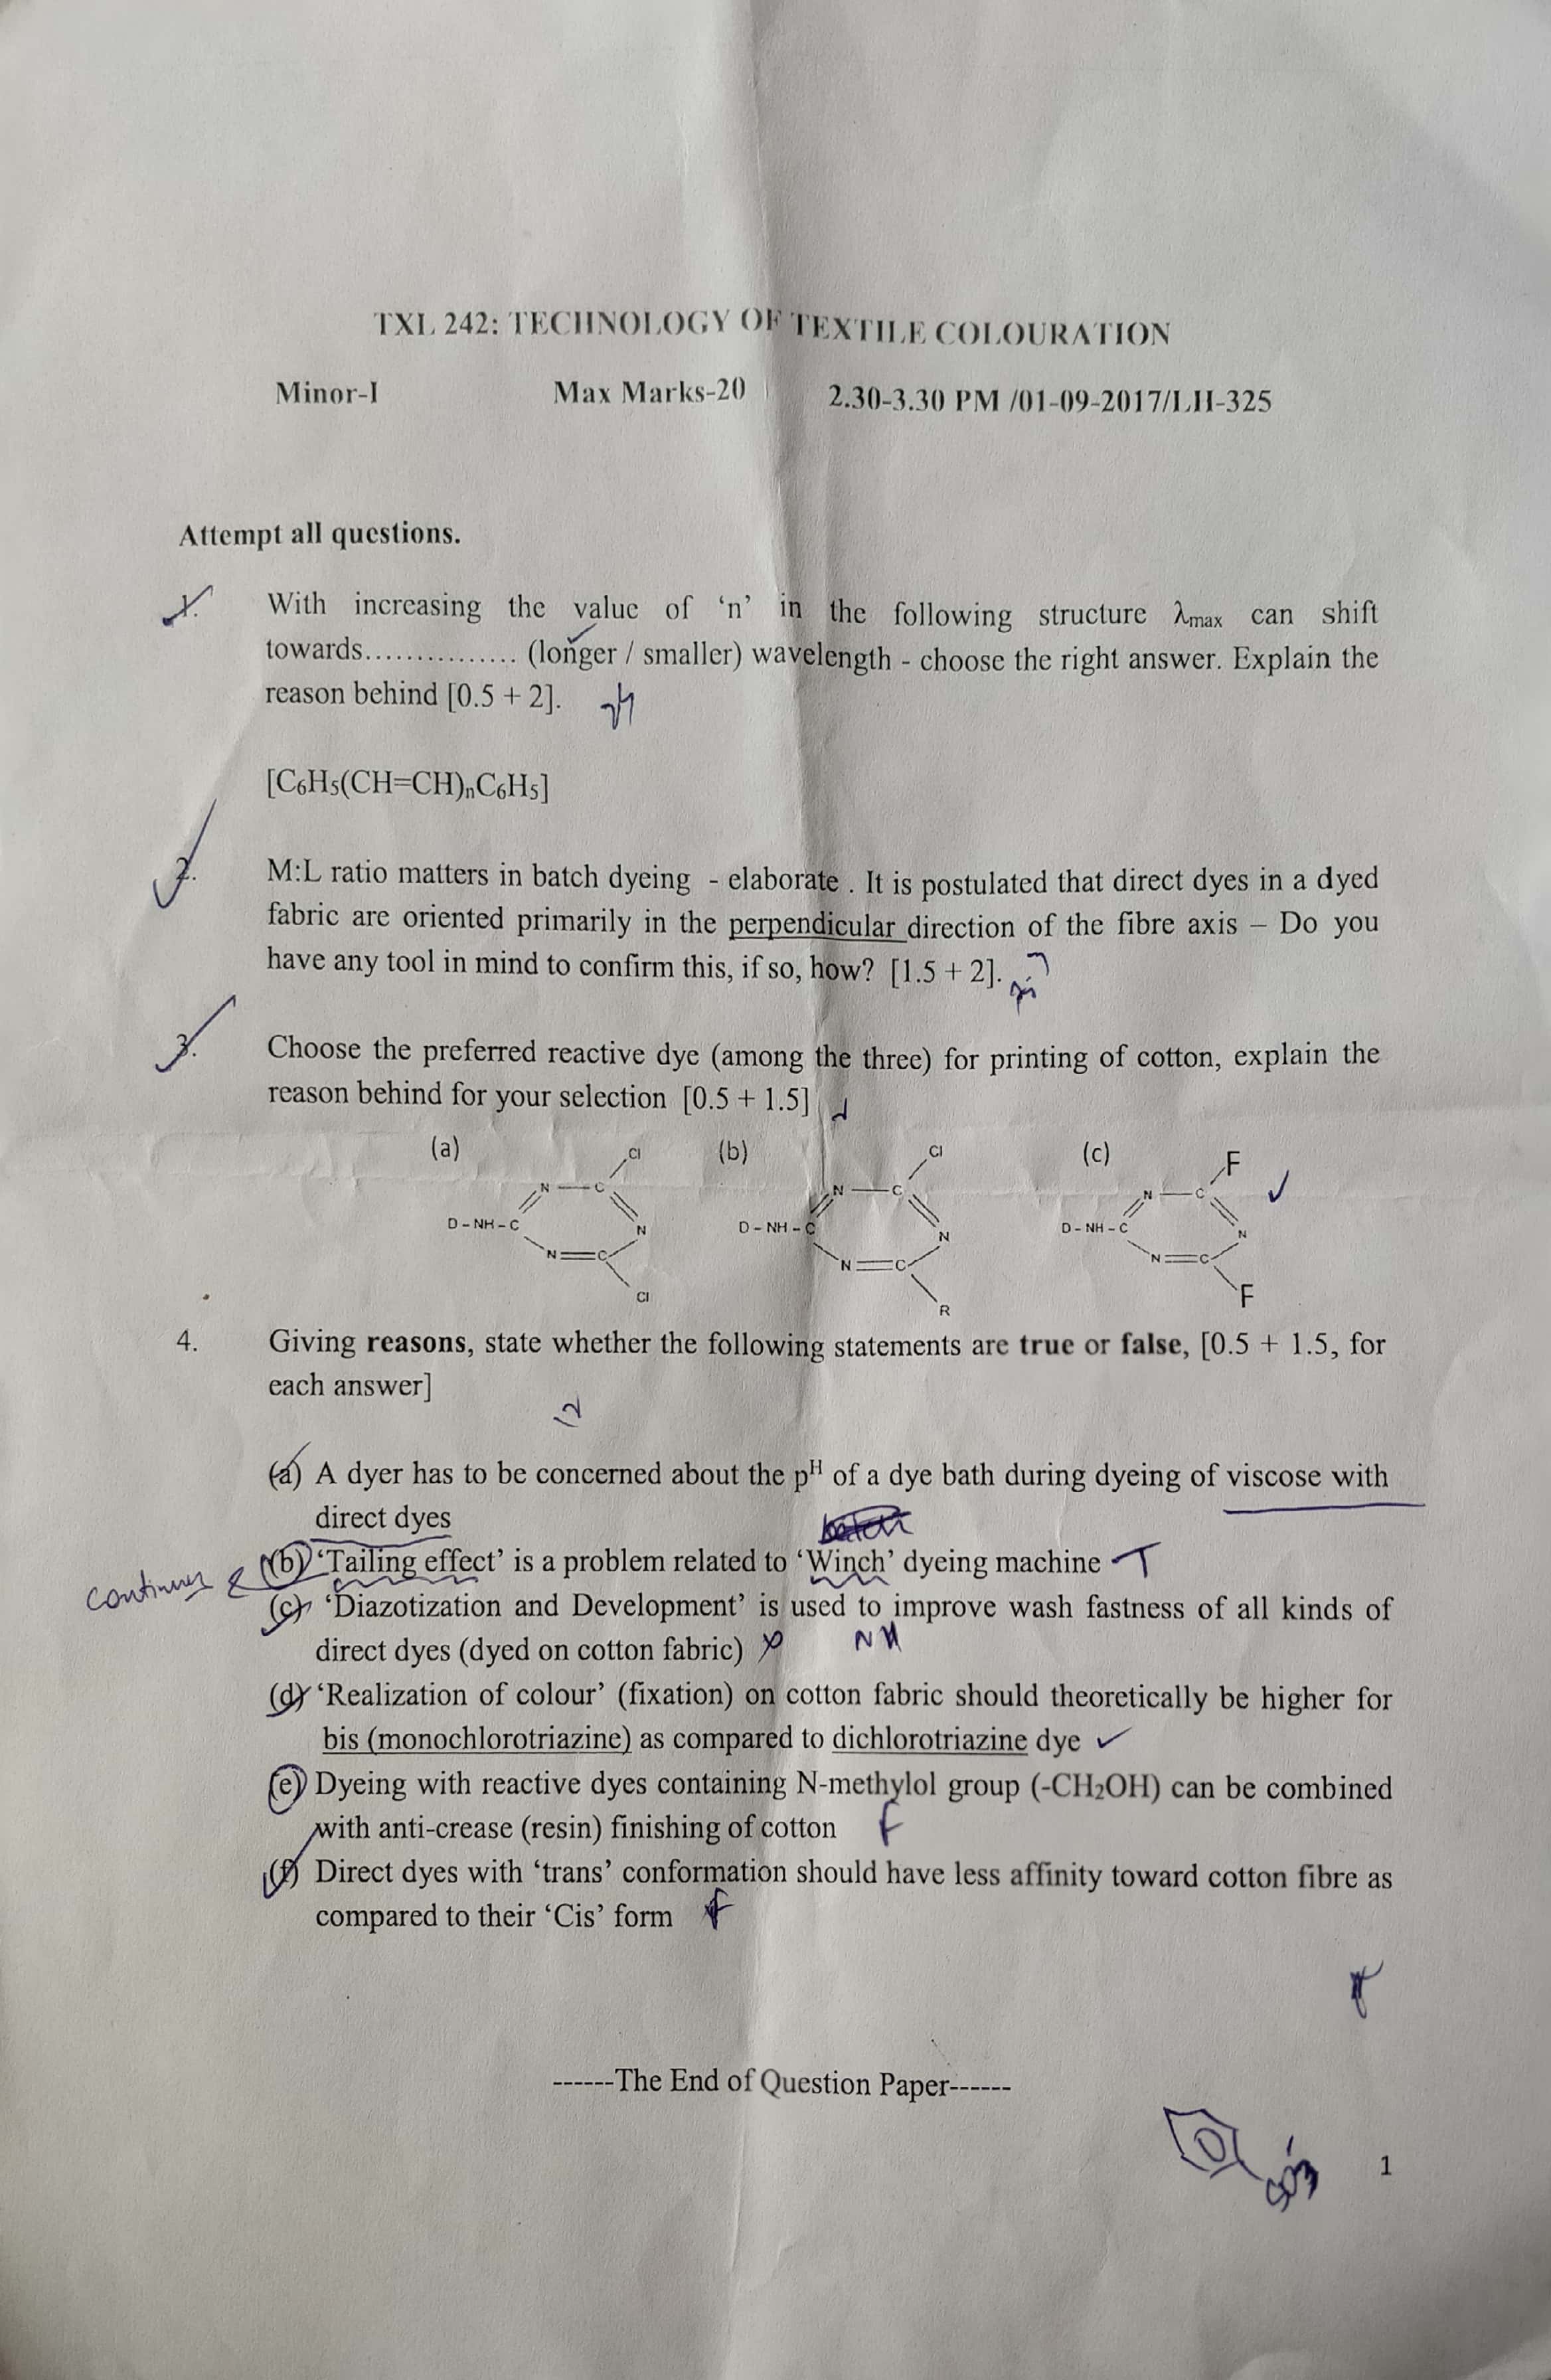 TXL 242: TECHNOLOGY OF TEXTILE COLOURATION
Minor-I Max Marks-20 2.30-3.30 PM /01-09-2017/LH-325
Attempt all questions.
1. With increasing the value of ‘n’ in the following structure λmax can shift
towards............... (longer / smaller) wavelength - choose the right answer. Explain the
reason behind [0.5 + 2].
[C6H5(CH=CH)nC6H5]
2. M:L ratio matters in batch dyeing - elaborate . It is postulated that direct dyes in a dyed
fabric are oriented primarily in the perpendicular direction of the fibre axis – Do you
have any tool in mind to confirm this, if so, how? [1.5 + 2].
3. Choose the preferred reactive dye (among the three) for printing of cotton, explain the
reason behind for your selection [0.5 + 1.5]
(a) (b) (c)
Cl Cl F
N C N C N C
D - NH - C N D - NH - C N D - NH - C N
N C N C N C
Cl R F
4. Giving reasons, state whether the following statements are true or false, [0.5 + 1.5, for
each answer]
12
(a) A dyer has to be concerned about the pH of a dye bath during dyeing of viscose with
direct dyes
(b) ‘Tailing effect’ is a problem related to ‘Winch’ dyeing machine T
(c) ‘Diazotization and Development’ is used to improve wash fastness of all kinds of
direct dyes (dyed on cotton fabric)
(d) ‘Realization of colour’ (fixation) on cotton fabric should theoretically be higher for
bis (monochlorotriazine) as compared to dichlorotriazine dye
(e) Dyeing with reactive dyes containing N-methylol group (-CH2OH) can be combined
with anti-crease (resin) finishing of cotton F
(f) Direct dyes with ‘trans’ conformation should have less affinity toward cotton fibre as
compared to their ‘Cis’ form F
------The End of Question Paper------
1